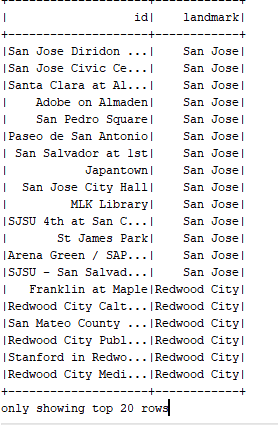 +--------------------+------------+
|                  id|    landmark|
+--------------------+------------+
|San Jose Diridon ...|    San Jose|
|San Jose Civic Ce...|    San Jose|
|Santa Clara at Al...|    San Jose|
|    Adobe on Almaden|    San Jose|
|    San Pedro Square|    San Jose|
|Paseo de San Antonio|    San Jose|
| San Salvador at 1st|    San Jose|
|           Japantown|    San Jose|
|  San Jose City Hall|    San Jose|
|         MLK Library|    San Jose|
|SJSU 4th at San C...|    San Jose|
|       St James Park|    San Jose|
|Arena Green / SAP...|    San Jose|
|SJSU - San Salvad...|    San Jose|
|   Franklin at Maple|Redwood City|
|Redwood City Calt...|Redwood City|
|San Mateo County ...|Redwood City|
|Redwood City Publ...|Redwood City|
|Stanford in Redwo...|Redwood City|
|Redwood City Medi...|Redwood City|
+--------------------+------------+
only showing top 20 rows